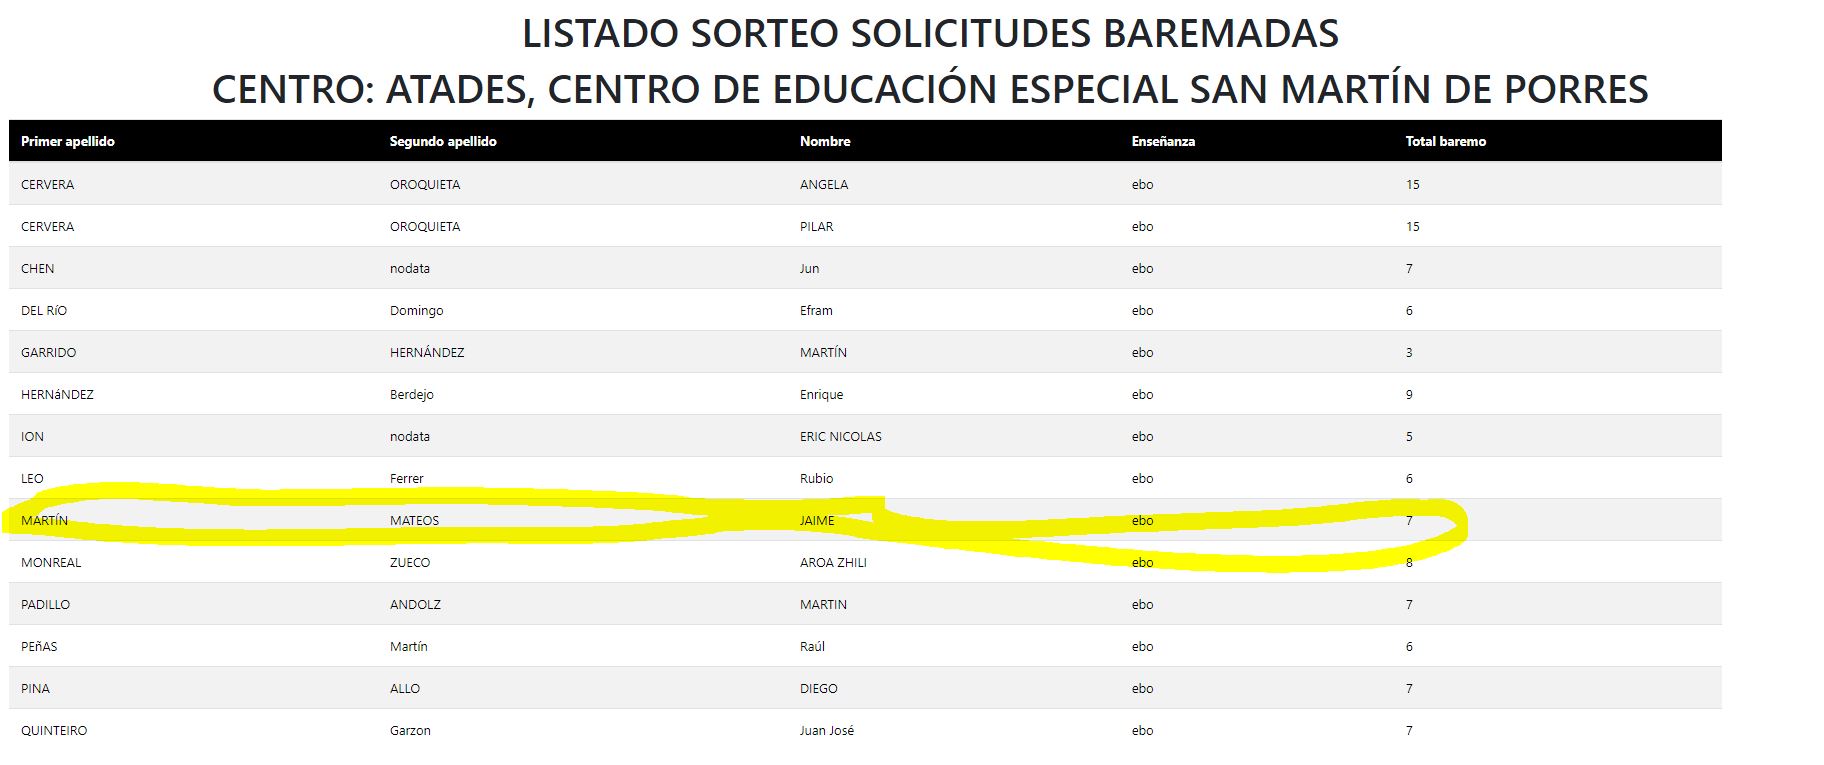 LISTADO SORTEO SOLICITUDES BAREMADAS
CENTRO: ATADES, CENTRO DE EDUCACIÓN ESPECIAL SAN MARTÍN DE PORRES
Primer apellido Segundo apellido Nombre Enseñanza Total baremo
CERVERA OROQUIETA ANGELA ebo 15
CERVERA OROQUIETA PILAR ebo 15
CHEN nodata Jun ebo 7
DEL RíO Domingo Efram ebo 6
GARRIDO HERNÁNDEZ MARTÍN ebo 3
HERNáNDEZ Berdejo Enrique ebo 9
ION nodata ERIC NICOLAS ebo 5
LEO Ferrer Rubio ebo 6
MARTÍN MATEOS JAIME ebo 7
MONREAL ZUECO AROA ZHILI ebo 8
PADILLO ANDOLZ MARTIN ebo 7
PEñAS Martín Raúl ebo 6
PINA ALLO DIEGO ebo 7
QUINTEIRO Garzon Juan José ebo 7